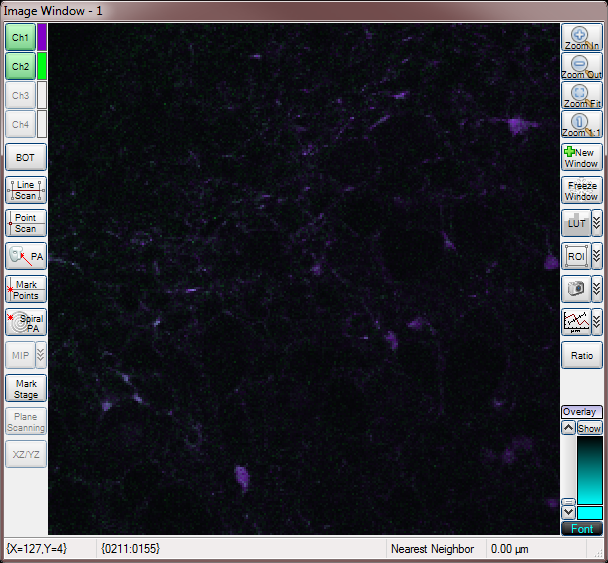 Image Window - 1
Ch1
Ch2
Ch3
Ch4
BOT
Line
Scan
Point
Scan
PA
Mark
Points
Spiral
PA
MIP
Mark
Stage
Plane
Scanning
XZ/YZ
Zoom In
Zoom Out
Zoom Fit
Zoom 1:1
New
Window
Freeze
Window
LUT
ROI
Ratio
Overlay
Show
Font
{X=127,Y=4}
{0211:0155}
Nearest Neighbor
0.00 µm